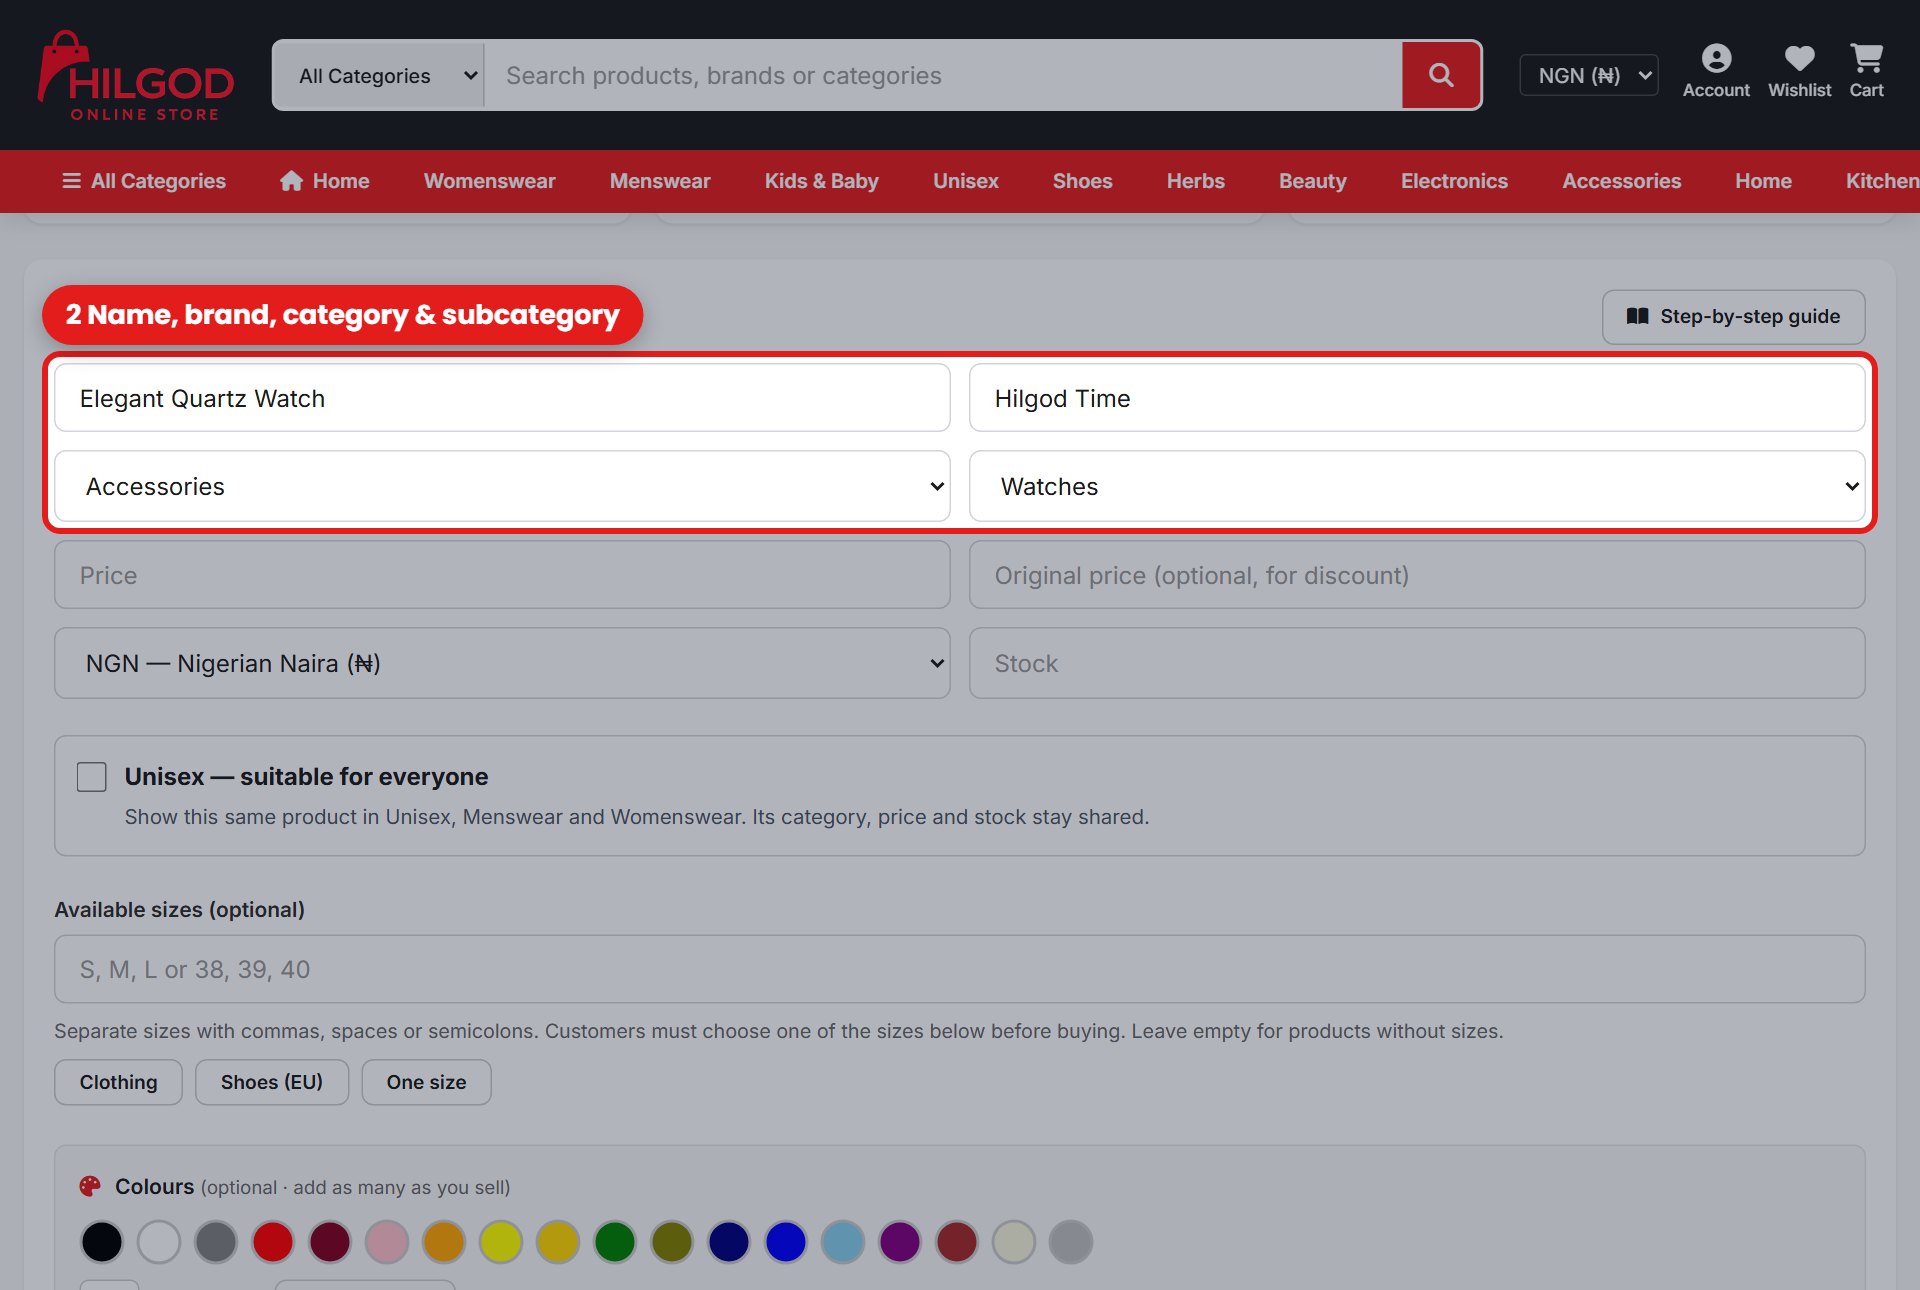 HILGOD
ONLINE STORE
All Categories
Search products, brands or categories
NGN (₦)
Account
Wishlist
Cart
All Categories
Home
Womenswear
Menswear
Kids & Baby
Unisex
Shoes
Herbs
Beauty
Electronics
Accessories
Home
Kitchen
2 Name, brand, category & subcategory
Step-by-step guide
Elegant Quartz Watch
Hilgod Time
Accessories
Watches
Price
Original price (optional, for discount)
NGN — Nigerian Naira (₦)
Stock
Unisex — suitable for everyone
Show this same product in Unisex, Menswear and Womenswear. Its category, price and stock stay shared.
Available sizes (optional)
S, M, L or 38, 39, 40
Separate sizes with commas, spaces or semicolons. Customers must choose one of the sizes below before buying. Leave empty for products without sizes.
Clothing
Shoes (EU)
One size
Colours (optional · add as many as you sell)